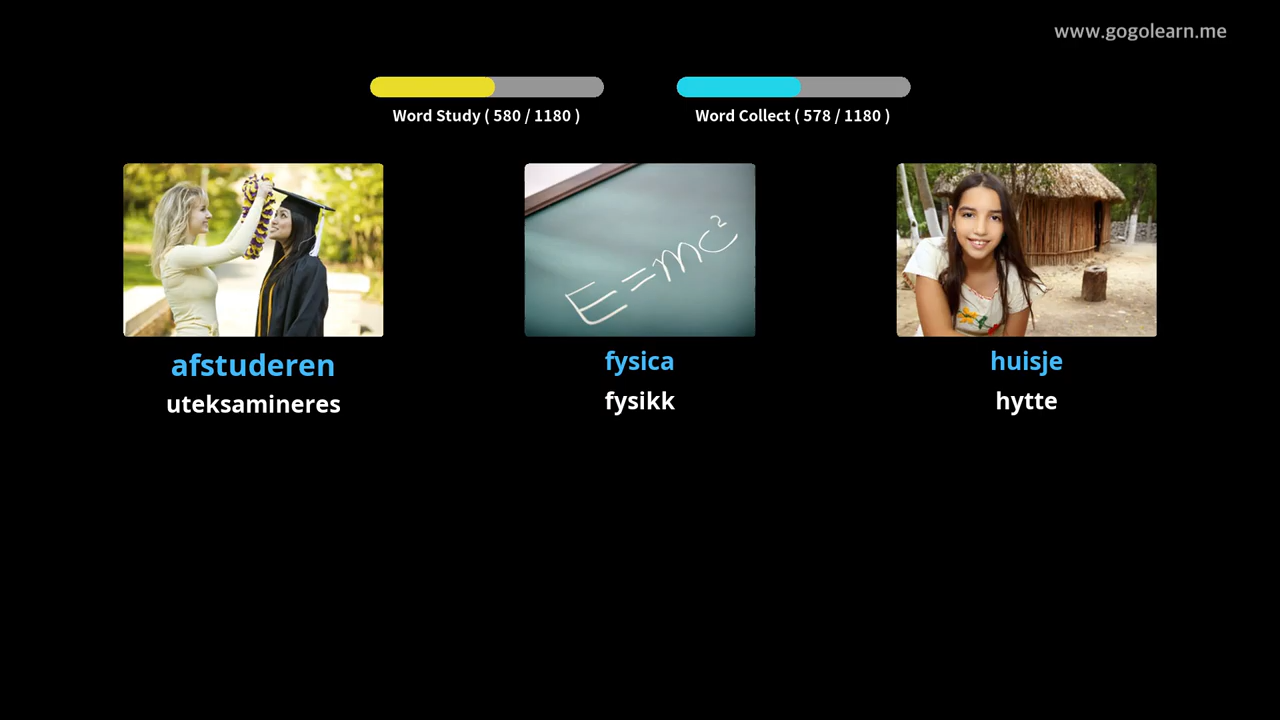 www.gogolearn.me
Word Study ( 580 / 1180 )
Word Collect ( 578 / 1180 )
E=mc²
afstuderen
uteksamineres
fysica
fysikk
huisje
hytte